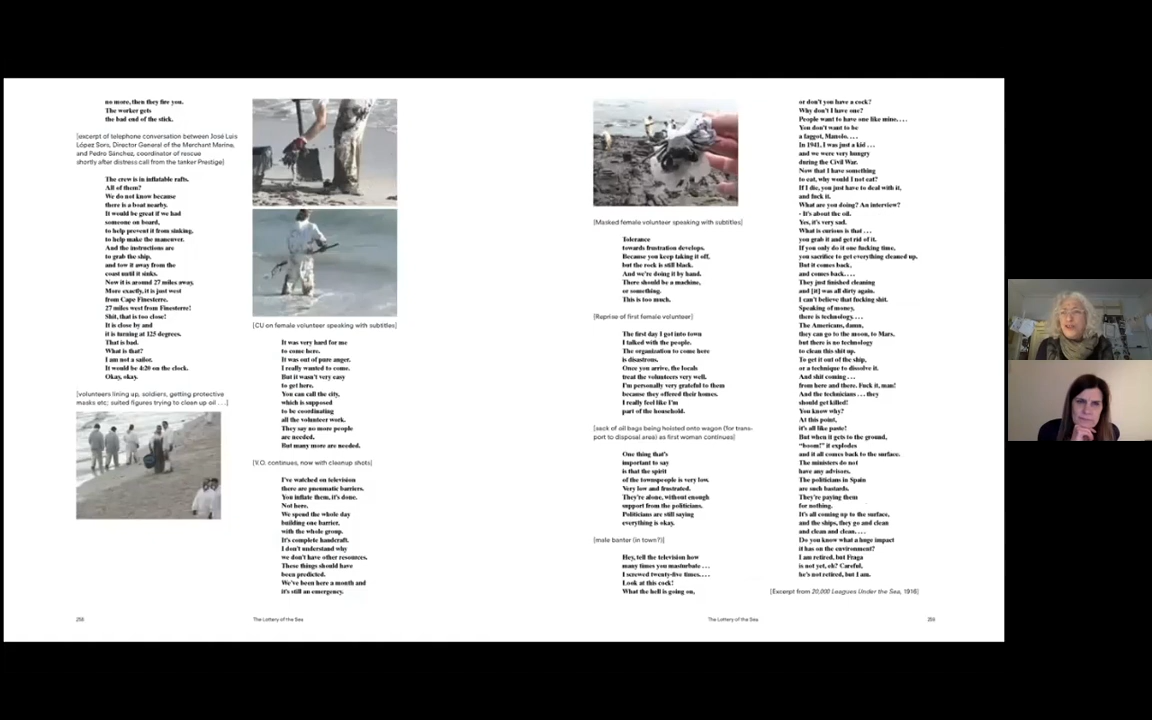 no more, then they fire you.
The worker gets
the bad end of the stick.
[excerpt of telephone conversation between José Luis
López Sors, Director General of the Merchant Marine,
and Pedro Sánchez, coordinator of rescue
shortly after distress call from the tanker Prestige]
The crew is in inflatable rafts.
All of them?
We do not know because
there is a boat nearby.
It would be great if we had
someone on board,
to help prevent it from sinking,
to help make the maneuver.
And the instructions are
to grab the ship,
and tow it away from the
coast until it sinks.
Now it is around 27 miles away.
More exactly, it is just west
from Cape Finesterre.
27 miles west from Finesterre!
Shit, that is too close!
It is close by and
it is turning at 125 degrees.
That is bad.
What is that?
I am not a sailor.
It would be 4:20 on the clock.
Okay, okay.
[volunteers lining up, soldiers, getting protective
masks etc; suited figures trying to clean up oil . . .]
[CU on female volunteer speaking with subtitles]
It was very hard for me
to come here.
It was out of pure anger.
I really wanted to come.
But it wasn't very easy
to get here.
You can call the city,
which is supposed
to be coordinating
all the volunteer work.
They say no more people
are needed.
But many more are needed.
[V.O. continues, now with cleanup shots]
I've watched on television
there are pneumatic barriers.
You inflate them, it's done.
Not here.
We spend the whole day
building one barrier,
with the whole group.
It's complete handcraft.
I don't understand why
we don't have other resources.
These things should have
been predicted.
We've been here a month and
it's still an emergency.
258
The Lottery of the Sea
[Masked female volunteer speaking with subtitles]
Tolerance
towards frustration develops.
Because you keep taking it off,
but the rock is still black.
And we're doing it by hand.
There should be a machine,
or something.
This is too much.
[Reprise of first female volunteer]
The first day I got into town
I talked with the people.
The organization to come here
is disastrous.
Once you arrive, the locals
treat the volunteers very well.
I'm personally very grateful to them
because they offered their homes.
I really feel like I'm
part of the household.
[sack of oil bags being hoisted onto wagon (for trans-
port to disposal area) as first woman continues]
One thing that's
important to say
is that the spirit
of the townspeople is very low.
Very low and frustrated.
They're alone, without enough
support from the politicians.
Politicians are still saying
everything is okay.
[male banter (in town?)]
Hey, tell the television how
many times you masturbate . . .
I screwed twenty-five times. . . .
Look at this cock!
What the hell is going on,
or don't you have a cock?
Why don't I have one?
People want to have one like mine. . . .
You don't want to be
a faggot, Manolo. . . .
In 1941, I was just a kid . . .
and we were very hungry
during the Civil War.
Now that I have something
to eat, why would I not eat?
If I die, you just have to deal with it,
and fuck it.
What are you doing? An interview?
- It's about the oil.
Yes, it's very sad.
What is curious is that . . .
you grab it and get rid of it.
If you only do it one fucking time,
you sacrifice to get everything cleaned up.
But it comes back,
and comes back. . . .
They just finished cleaning
and [it] was all dirty again.
I can't believe that fucking shit.
Speaking of money,
there is technology. . . .
The Americans, damn,
they can go to the moon, to Mars,
but there is no technology
to clean this shit up.
To get it out of the ship,
or a technique to dissolve it.
And shit coming . . .
from here and there. Fuck it, man!
And the technicians . . . they
should get killed!
You know why?
At this point,
it's all like paste!
But when it gets to the ground,
"boom!" it explodes
and it all comes back to the surface.
The ministers do not
have any advisors.
The politicians in Spain
are such bastards.
They're paying them
for nothing.
It's all coming up to the surface,
and the ships, they go and clean
and clean and clean. . . .
Do you know what a huge impact
it has on the environment?
I am retired, but Fraga
is not yet, eh? Careful,
he's not retired, but I am.
[Excerpt from 20,000 Leagues Under the Sea, 1916]
The Lottery of the Sea
259